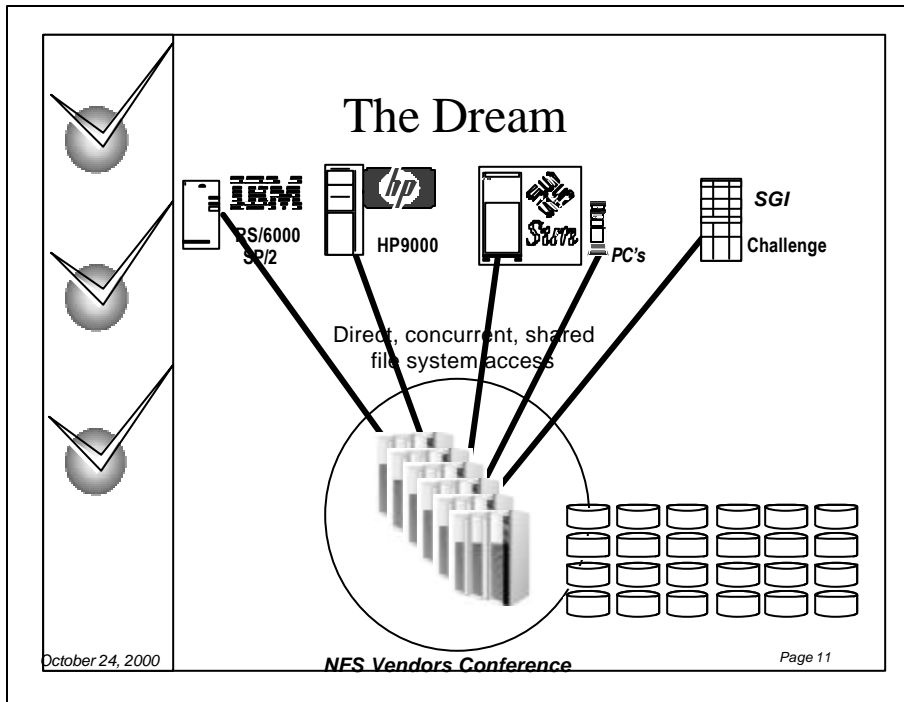 The Dream
IBM
RS/6000
SP/2
hp
HP9000
Sun
PC's
SGI
Challenge
Direct, concurrent, shared
file system access
October 24, 2000
NFS Vendors Conference
Page 11